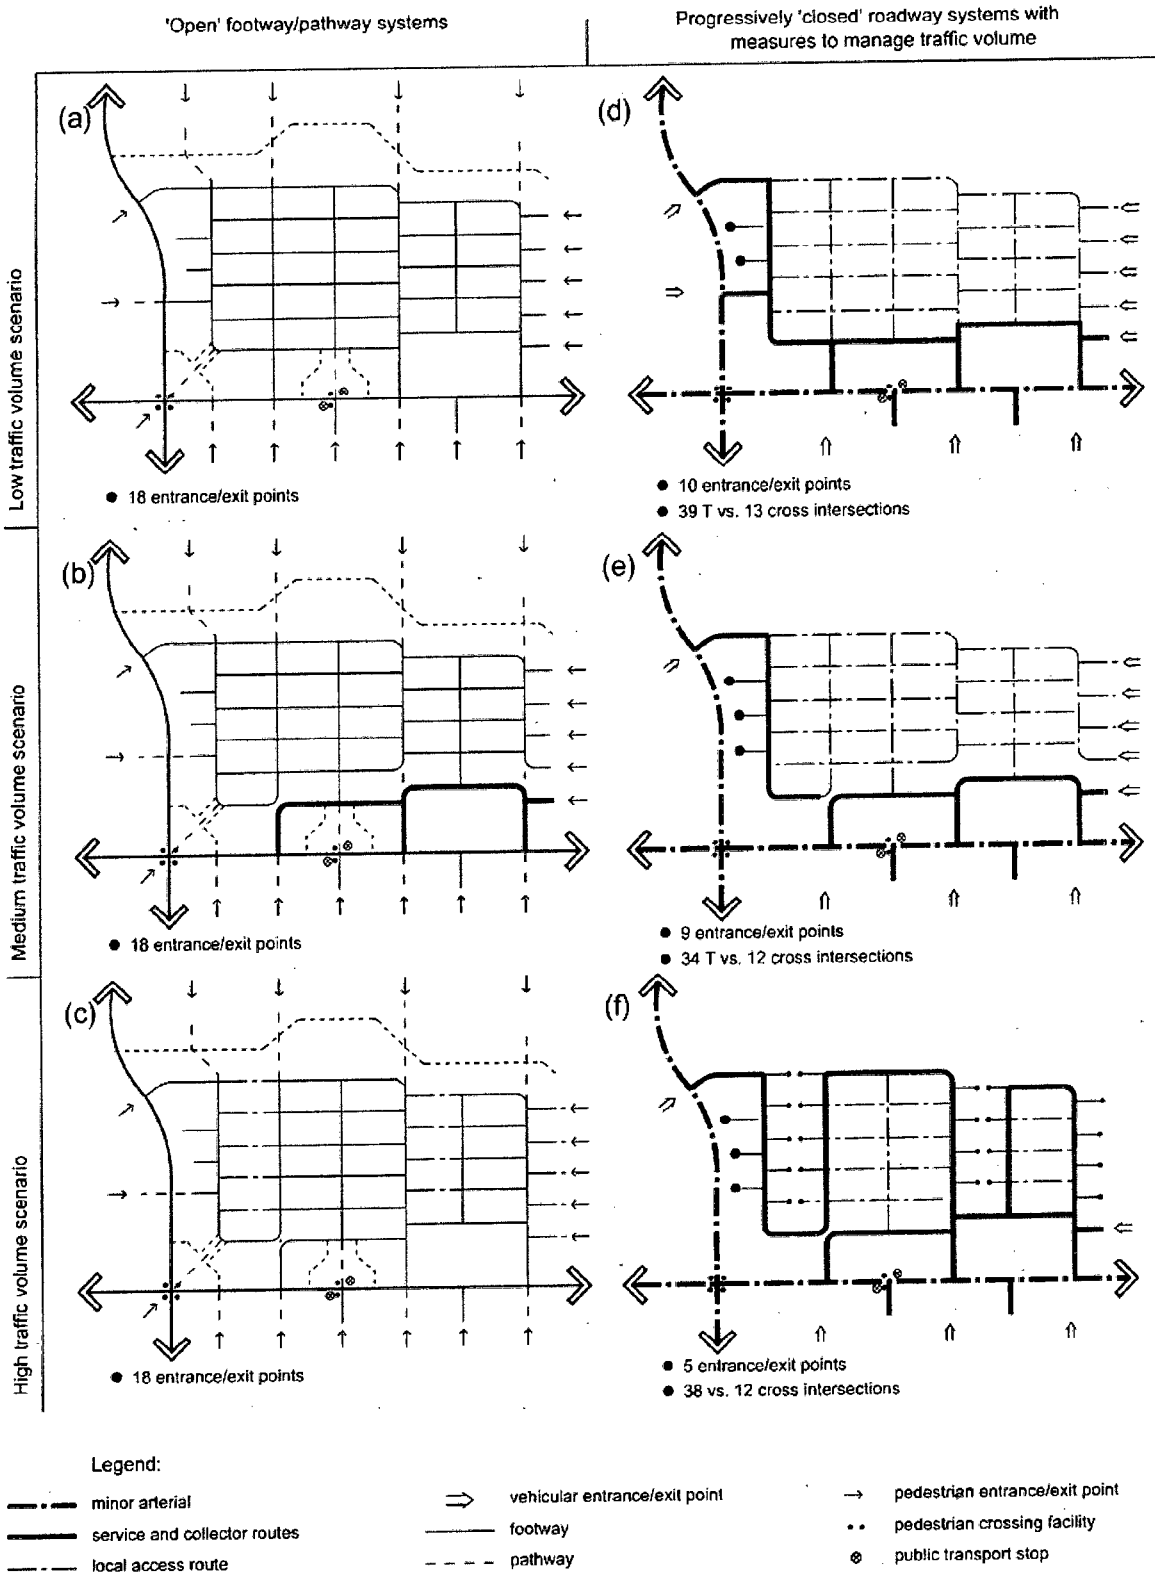 'Open' footway/pathway systems
Progressively 'closed' roadway systems with
measures to manage traffic volume
Low traffic volume scenario
(a)
18 entrance/exit points
(d)
10 entrance/exit points
39 T vs. 13 cross intersections
Medium traffic volume scenario
(b)
18 entrance/exit points
(e)
9 entrance/exit points
34 T vs. 12 cross intersections
High traffic volume scenario
(c)
18 entrance/exit points
(f)
5 entrance/exit points
38 vs. 12 cross intersections
Legend:
minor arterial
service and collector routes
local access route
vehicular entrance/exit point
footway
pathway
pedestrian entrance/exit point
pedestrian crossing facility
public transport stop